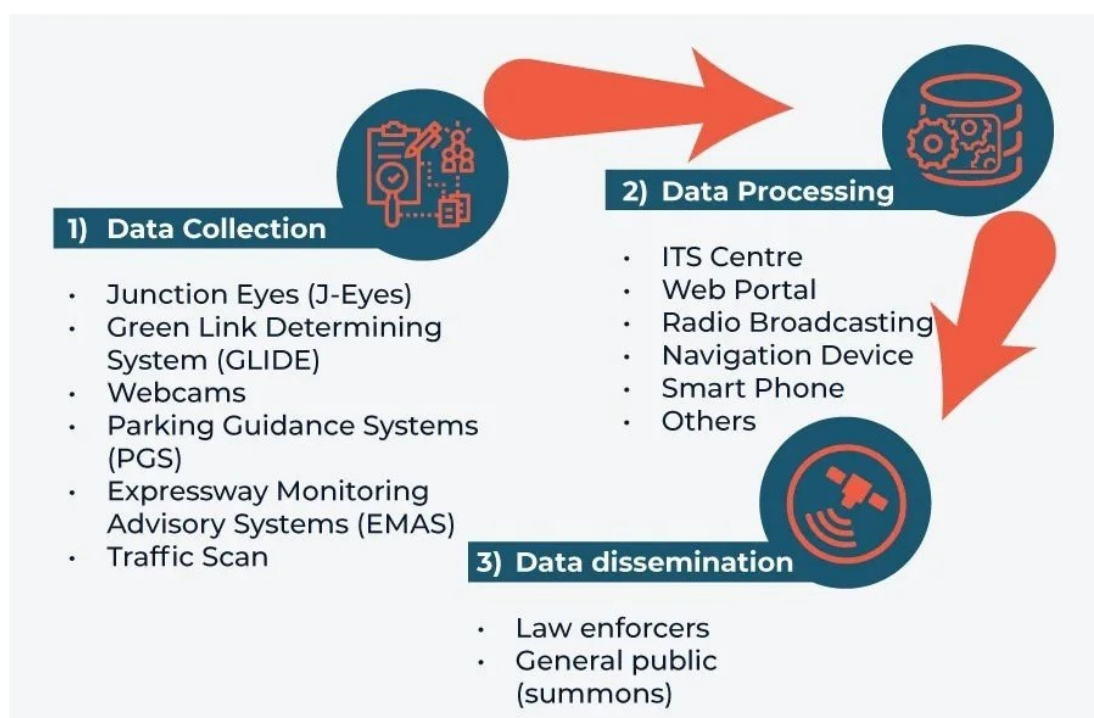 1) Data Collection
• Junction Eyes (J-Eyes)
• Green Link Determining
System (GLIDE)
• Webcams
• Parking Guidance Systems
(PGS)
• Expressway Monitoring
Advisory Systems (EMAS)
• Traffic Scan
2) Data Processing
• ITS Centre
• Web Portal
• Radio Broadcasting
• Navigation Device
• Smart Phone
• Others
3) Data dissemination
• Law enforcers
• General public
(summons)